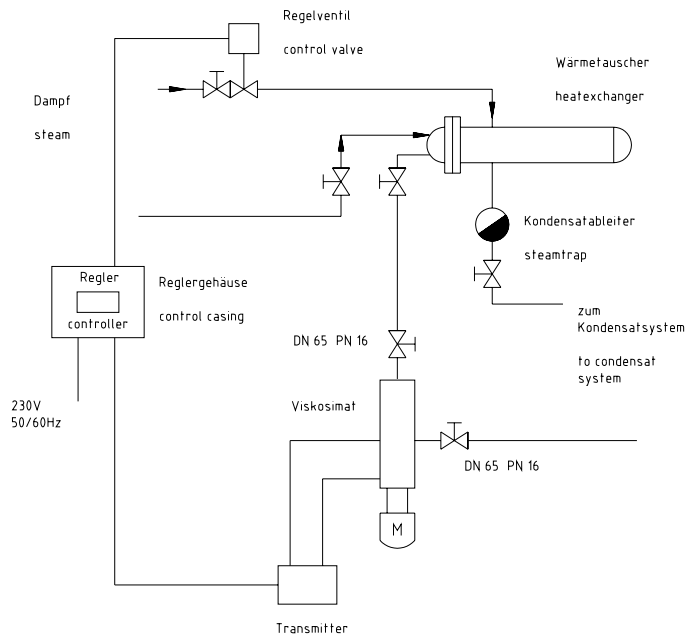 Regelventil
control valve
Wärmetauscher
heatexchanger
Dampf
steam
Kondensatableiter
steamtrap
Regler
controller
Reglergehäuse
control casing
zum
Kondensatsystem
to condensat
system
DN 65 PN 16
230V
50/60Hz
Viskosimat
DN 65 PN 16
M
Transmitter